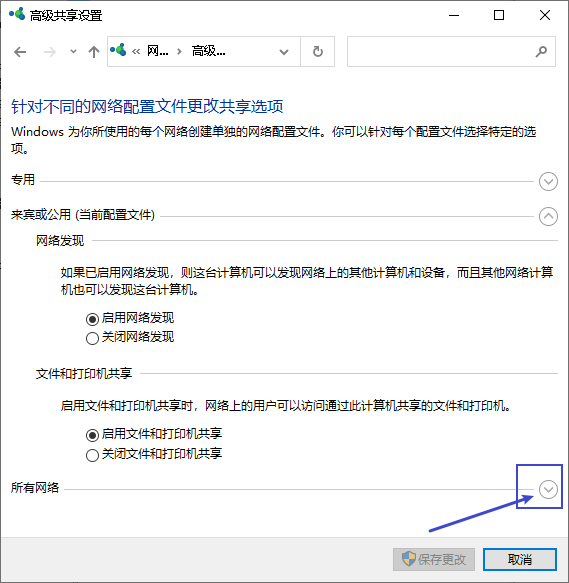 高级共享设置
« 网... › 高级...
针对不同的网络配置文件更改共享选项
Windows 为你所使用的每个网络创建单独的网络配置文件。你可以针对每个配置文件选择特定的选
项。
专用
来宾或公用 (当前配置文件)
网络发现
如果已启用网络发现，则这台计算机可以发现网络上的其他计算机和设备，而且其他网络计算
机也可以发现这台计算机。
启用网络发现
关闭网络发现
文件和打印机共享
启用文件和打印机共享时，网络上的用户可以访问通过此计算机共享的文件和打印机。
启用文件和打印机共享
关闭文件和打印机共享
所有网络
保存更改 取消